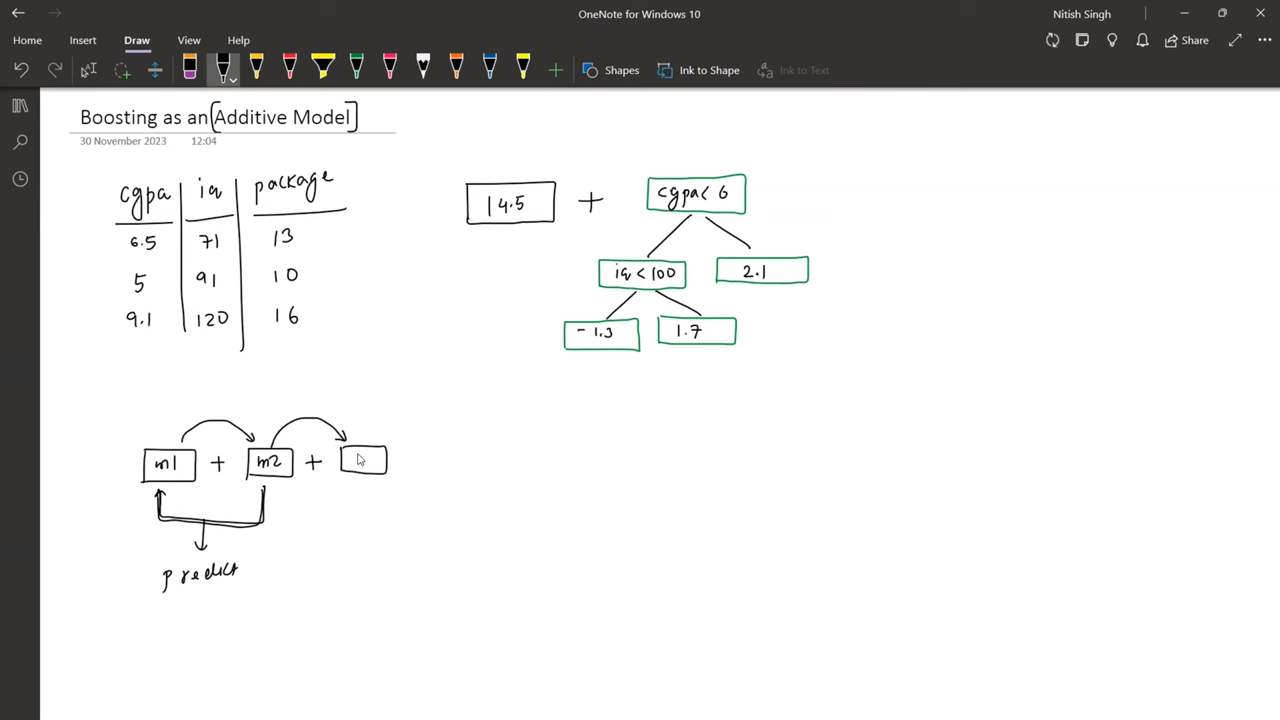 OneNote for Windows 10
Nitish Singh
Home Insert Draw View Help
Share
Shapes
Ink to Shape
Ink to Text
Boosting as an [Additive Model]
30 November 2023 12:04
cgpa iq package
6.5 71 13
5 91 10
9.1 120 16
14.5 + cgpa < 6
iq < 100 2.1
-1.3 1.7
m1 + m2 +
predict